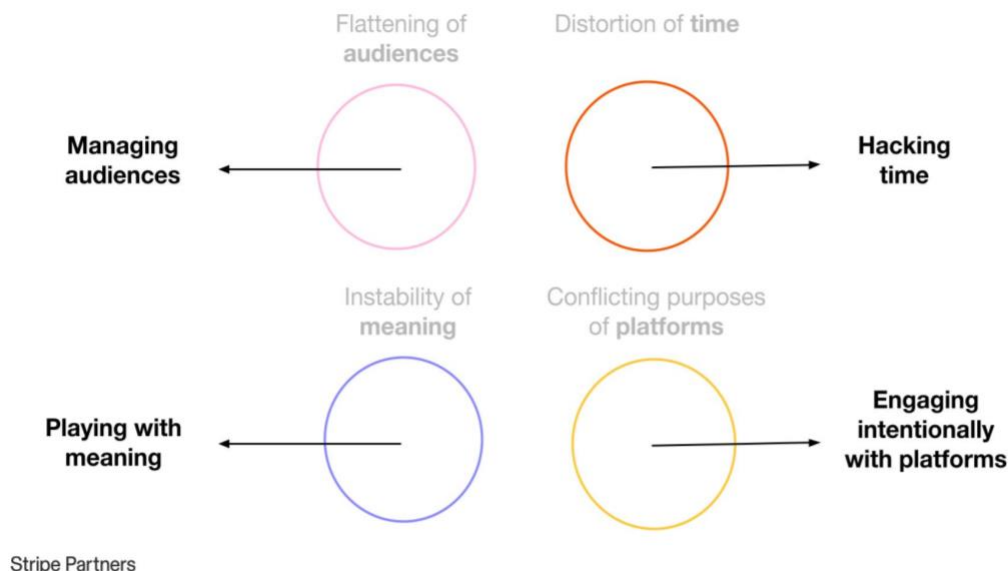 Flattening of
audiences
Distortion of time
Managing
audiences
Hacking
time
Instability of
meaning
Conflicting purposes
of platforms
Playing with
meaning
Engaging
intentionally
with platforms
Stripe Partners